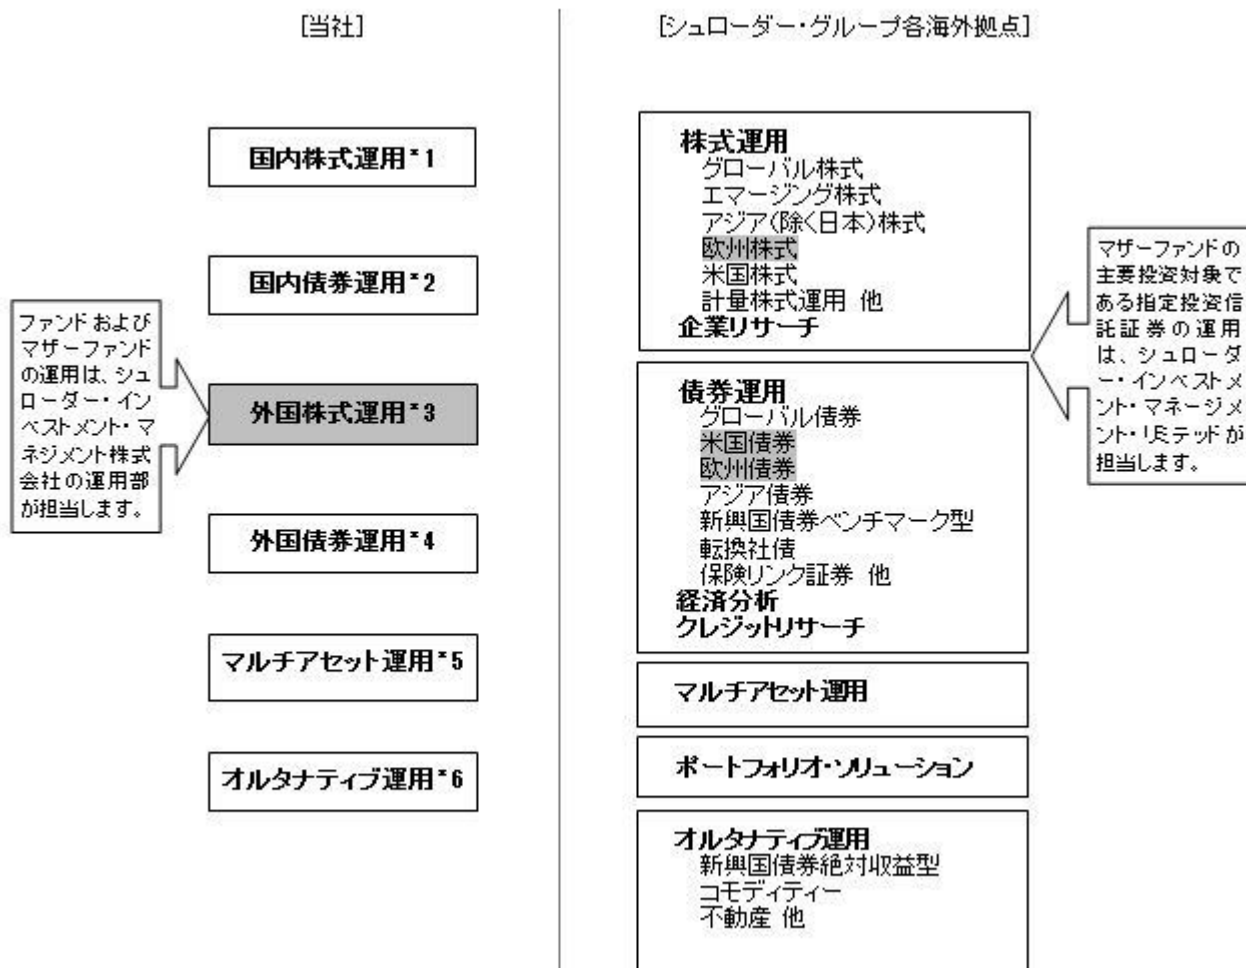 [当社]
[シュローダー・グループ各海外拠点]
国内株式運用*1
国内債券運用*2
ファンドおよび
マザーファンド
の運用は、シュ
ローダー・イン
ベストメント・マ
ネジメント株式
会社の運用部
が担当します。
外国株式運用*3
外国債券運用*4
マルチアセット運用*5
オルタナティブ運用*6
株式運用
グローバル株式
エマージング株式
アジア(除く日本)株式
欧州株式
米国株式
計量株式運用 他
企業リサーチ
債券運用
グローバル債券
米国債券
欧州債券
アジア債券
新興国債券ベンチマーク型
転換社債
保険リンク証券 他
経済分析
クレジットリサーチ
マルチアセット運用
ポートフォリオ・ソリューション
オルタナティブ運用
新興国債券絶対収益型
コモディティー
不動産 他
マザーファンドの
主要投資対象で
ある指定投資信
託証券の運用
は、シュローダ
ー・インベストメ
ント・マネージメ
ント・リミテッドが
担当します。